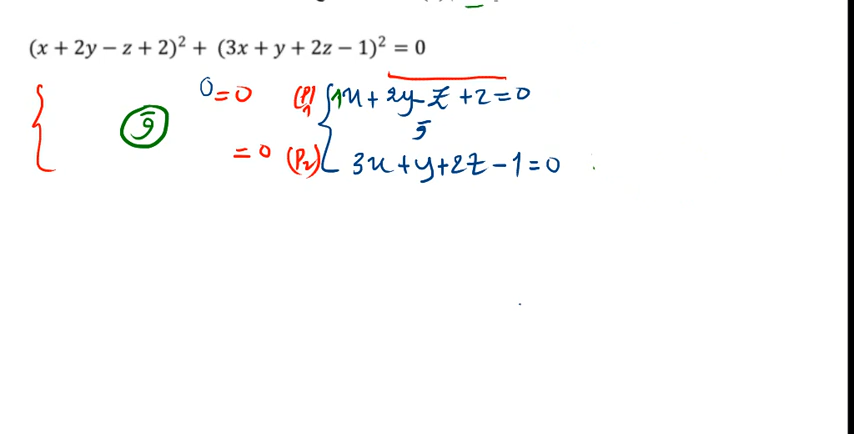 (x + 2y − z + 2)² + (3x + y + 2z − 1)² = 0
0 = 0 (P₁) 1x + 2y - z + 2 = 0
و و
= 0 (P₂) 3x + y + 2z - 1 = 0